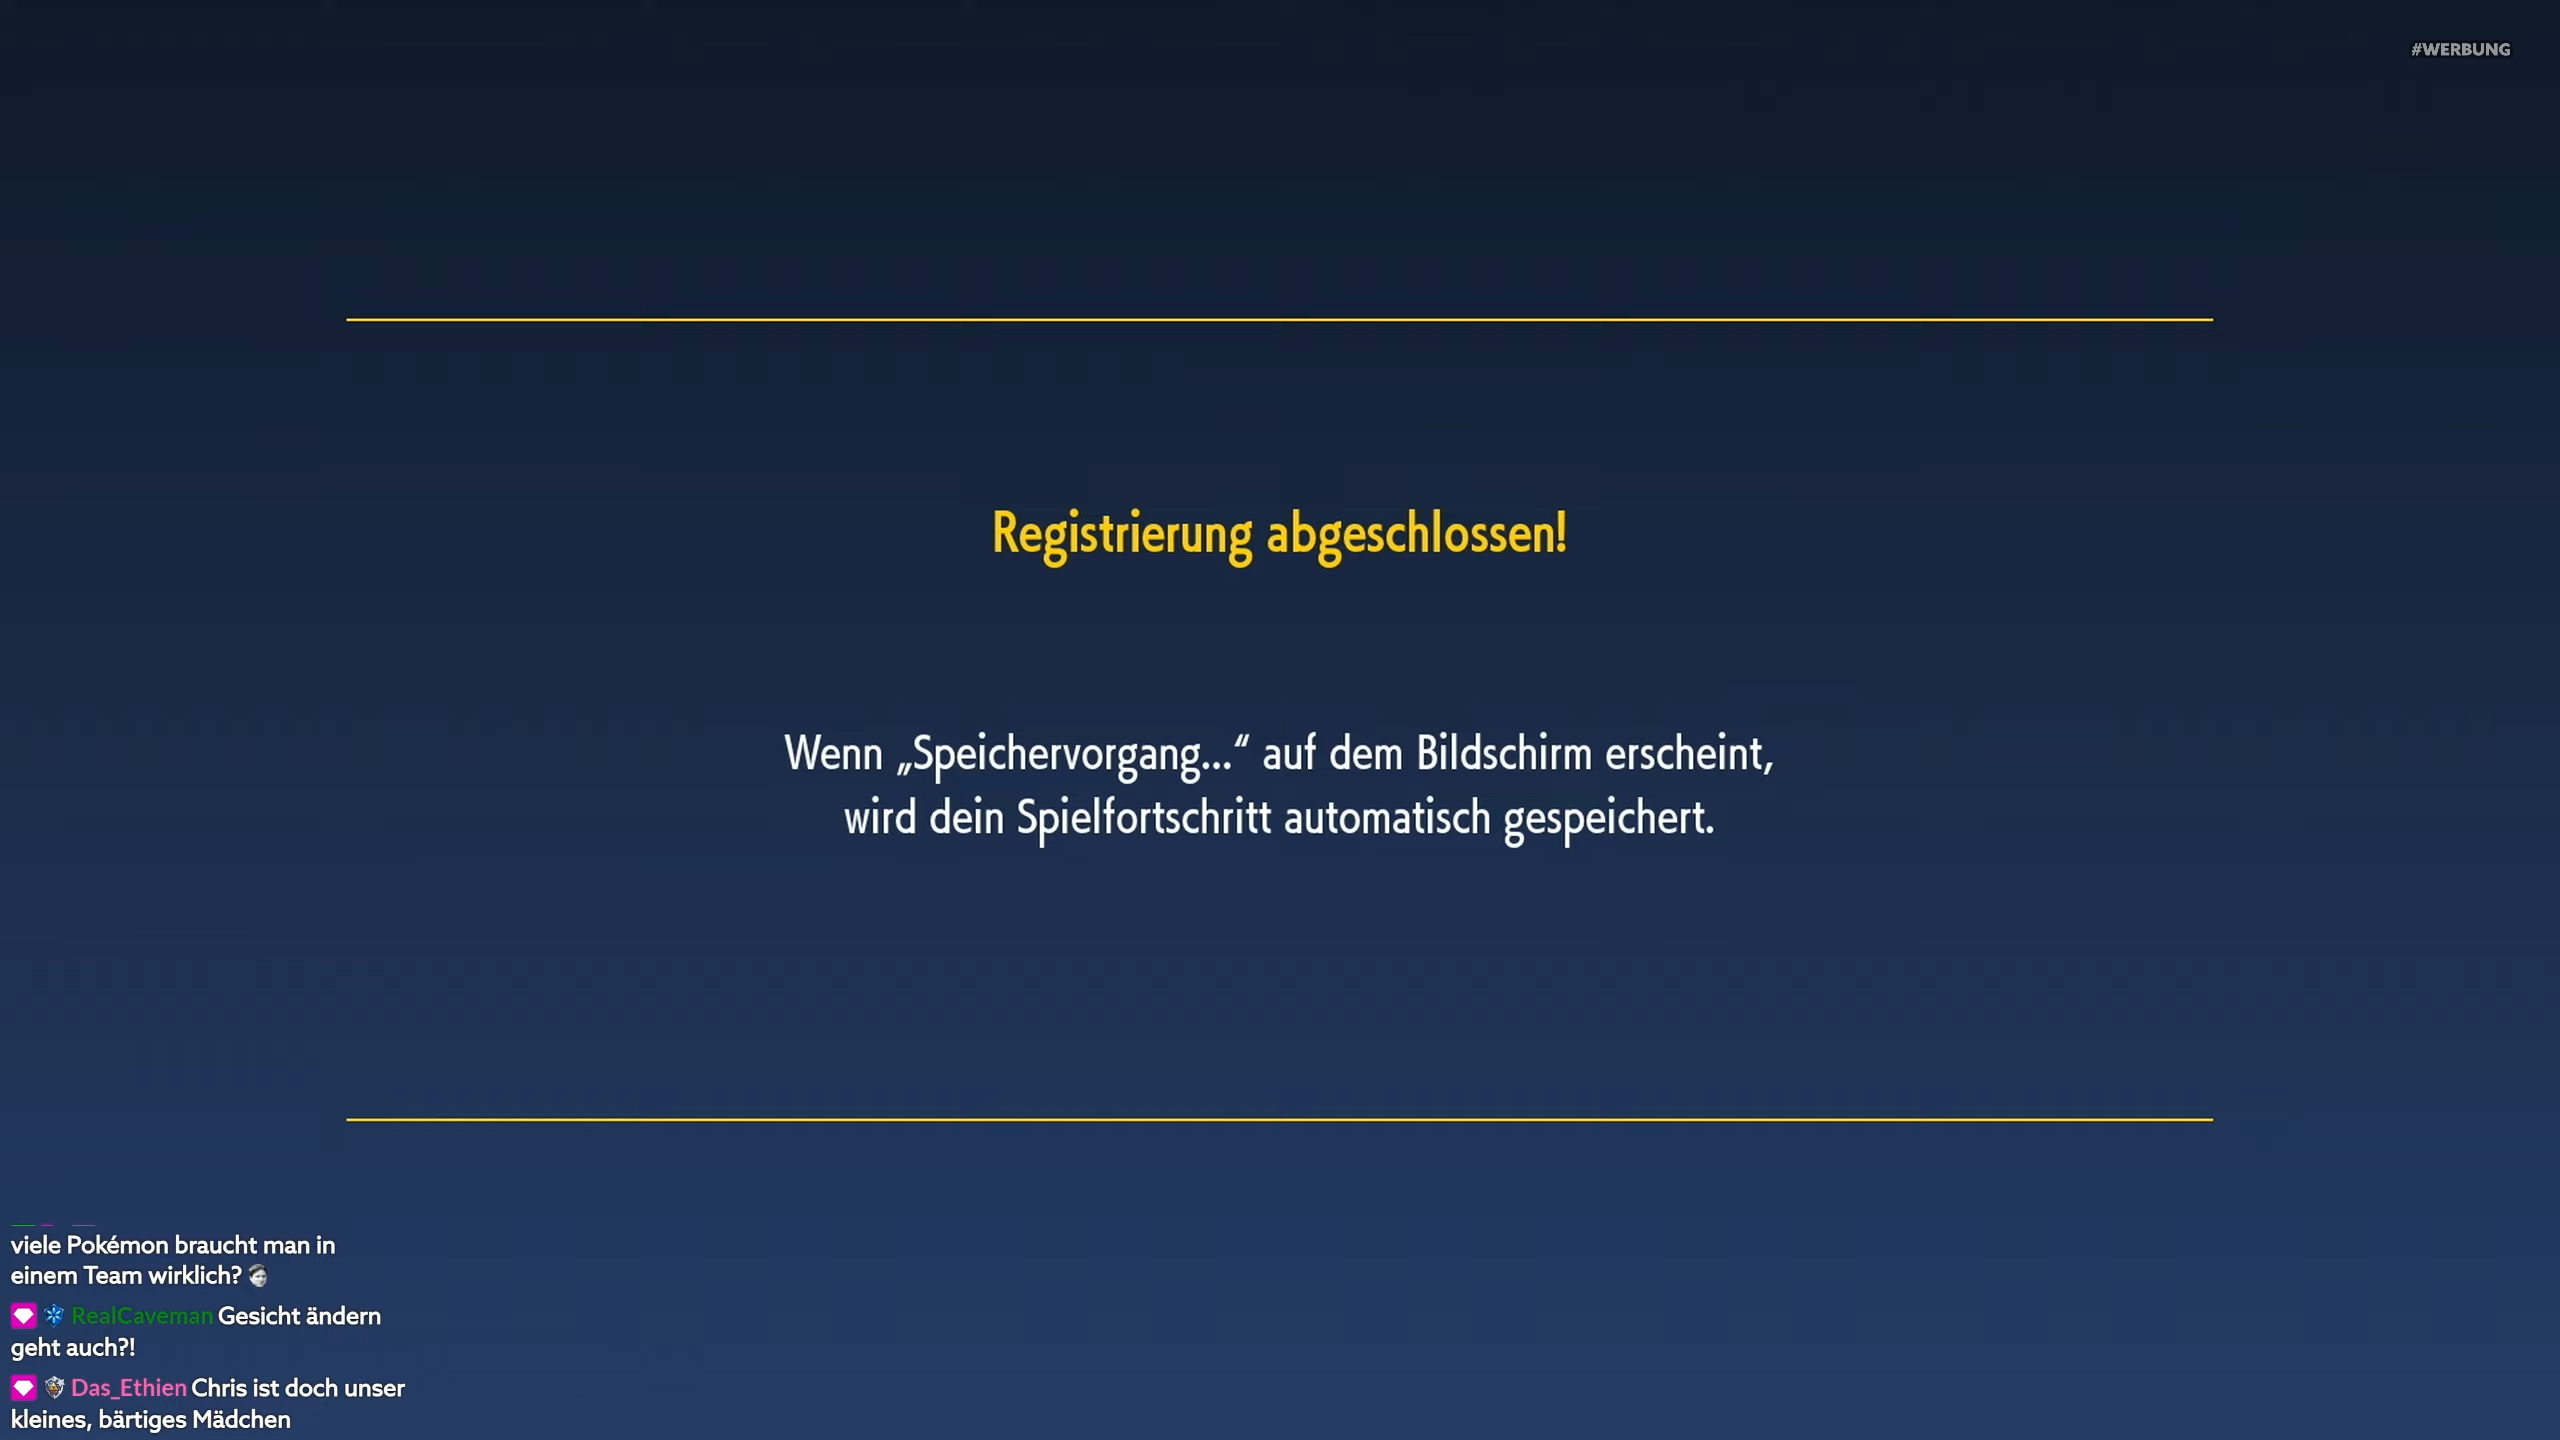 #WERBUNG
Registrierung abgeschlossen!
Wenn „Speichervorgang...“ auf dem Bildschirm erscheint,
wird dein Spielfortschritt automatisch gespeichert.
viele Pokémon braucht man in
einem Team wirklich?
RealCaveman Gesicht ändern
geht auch?!
Das_Ethien Chris ist doch unser
kleines, bärtiges Mädchen